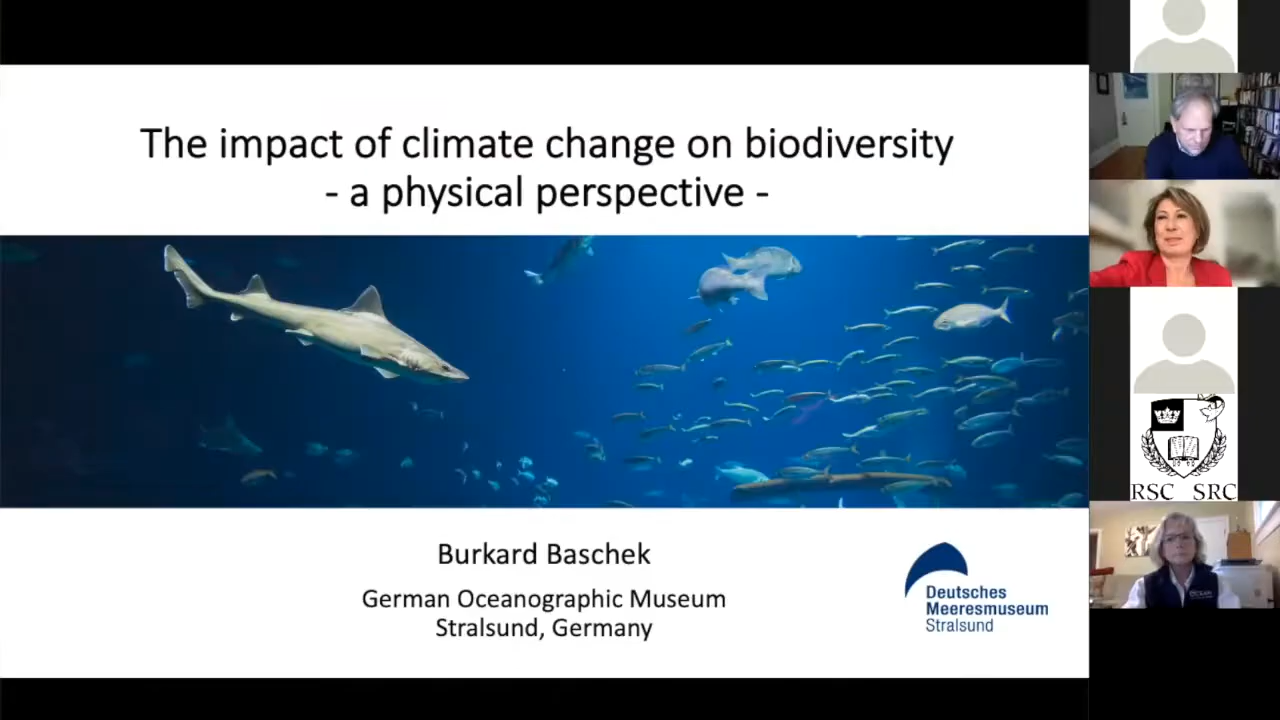 The impact of climate change on biodiversity
- a physical perspective -
Burkard Baschek
German Oceanographic Museum
Stralsund, Germany
Deutsches
Meeresmuseum
Stralsund
RSC SRC
OCEAN